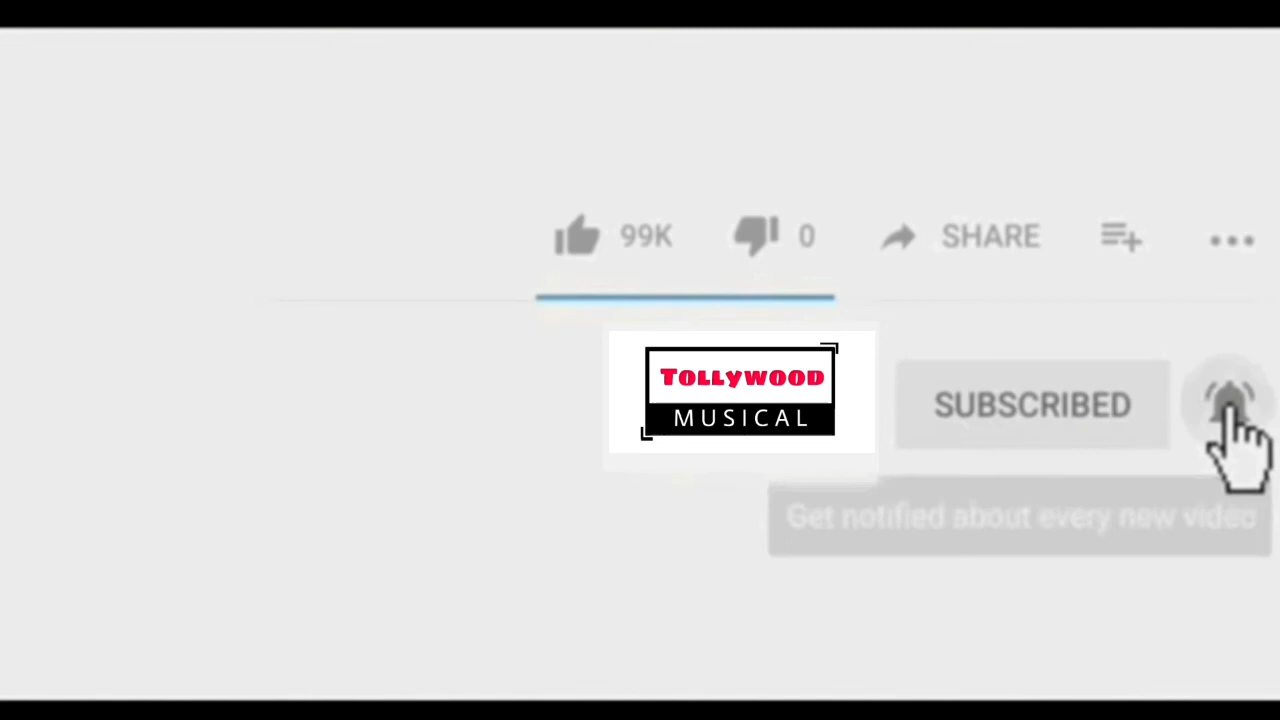 99K 0 SHARE
TOLLYWOOD
MUSICAL
SUBSCRIBED
Get notified about every new video